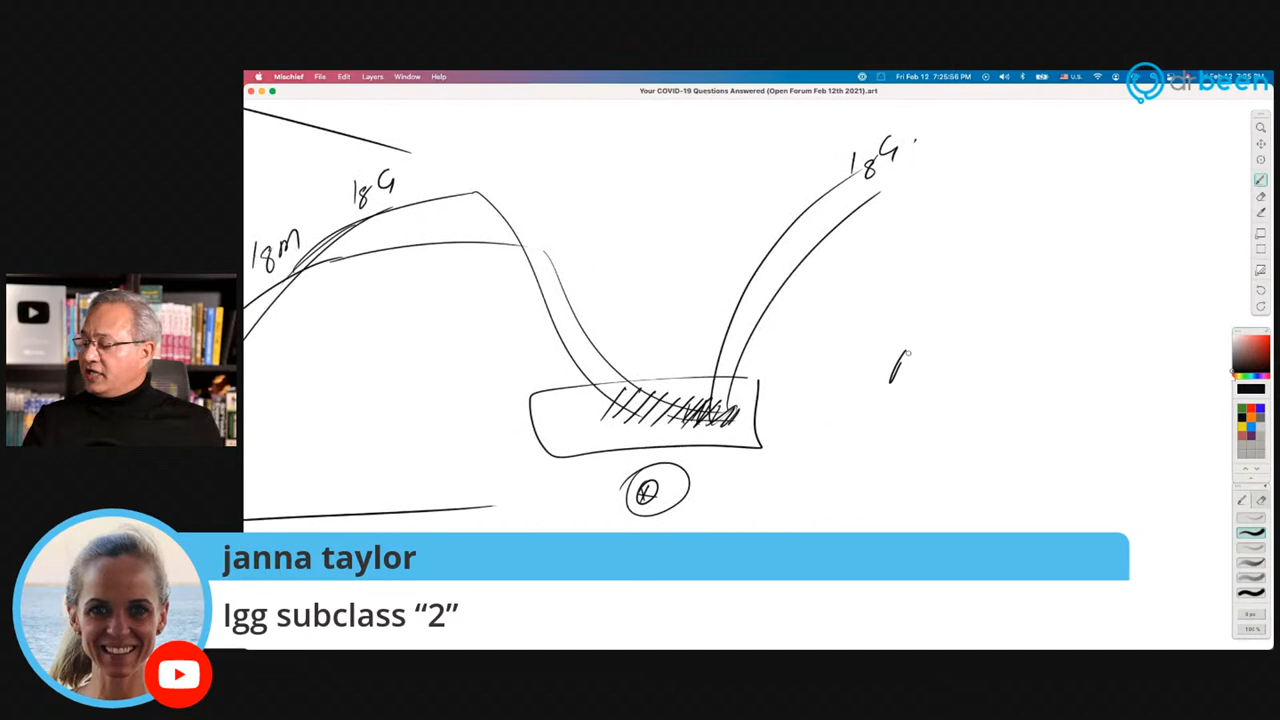 Mischief File Edit Layers Window Help
Fri Feb 12 7:25:56 PM
U.S.
drbeen
Your COVID-19 Questions Answered (Open Forum Feb 12th 2021).art
IgG
IgG
IgM
janna taylor
Igg subclass “2”